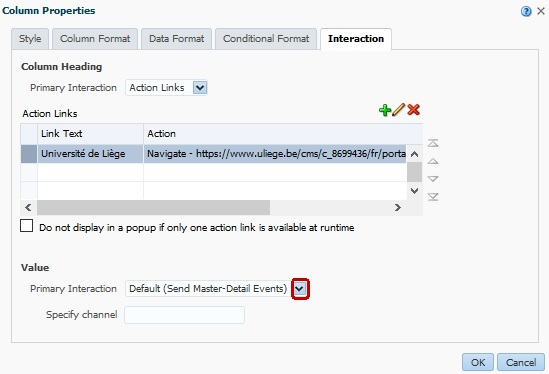 Column Properties
Style Column Format Data Format Conditional Format Interaction
Column Heading
Primary Interaction Action Links
Action Links
Link Text Action
Université de Liège Navigate - https://www.uliege.be/cms/c_8699436/fr/porta
Do not display in a popup if only one action link is available at runtime
Value
Primary Interaction Default (Send Master-Detail Events)
Specify channel
OK Cancel